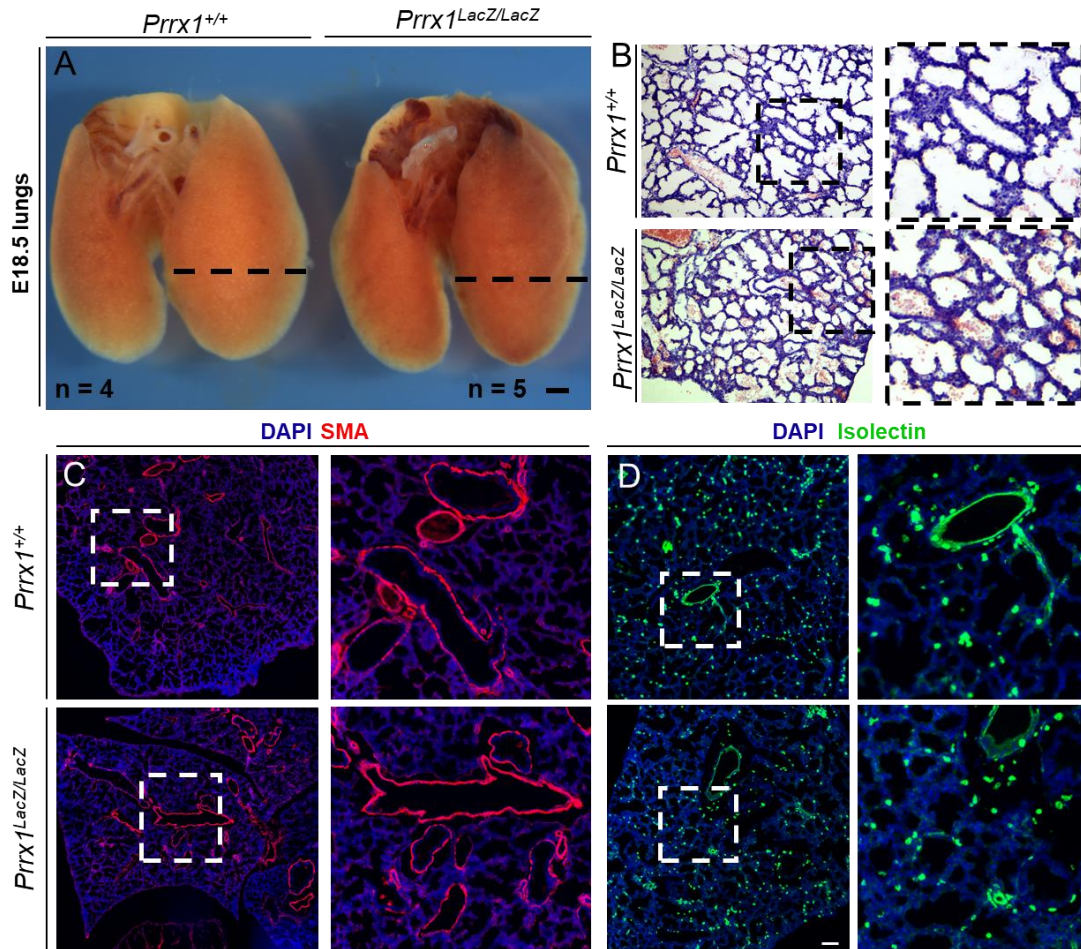 Prrx1+/+ Prrx1LacZ/LacZ
E18.5 lungs
A
n = 4 n = 5
B
Prrx1+/+
Prrx1LacZ/LacZ
DAPI SMA
C
Prrx1+/+
Prrx1LacZ/LacZ
DAPI Isolectin
D